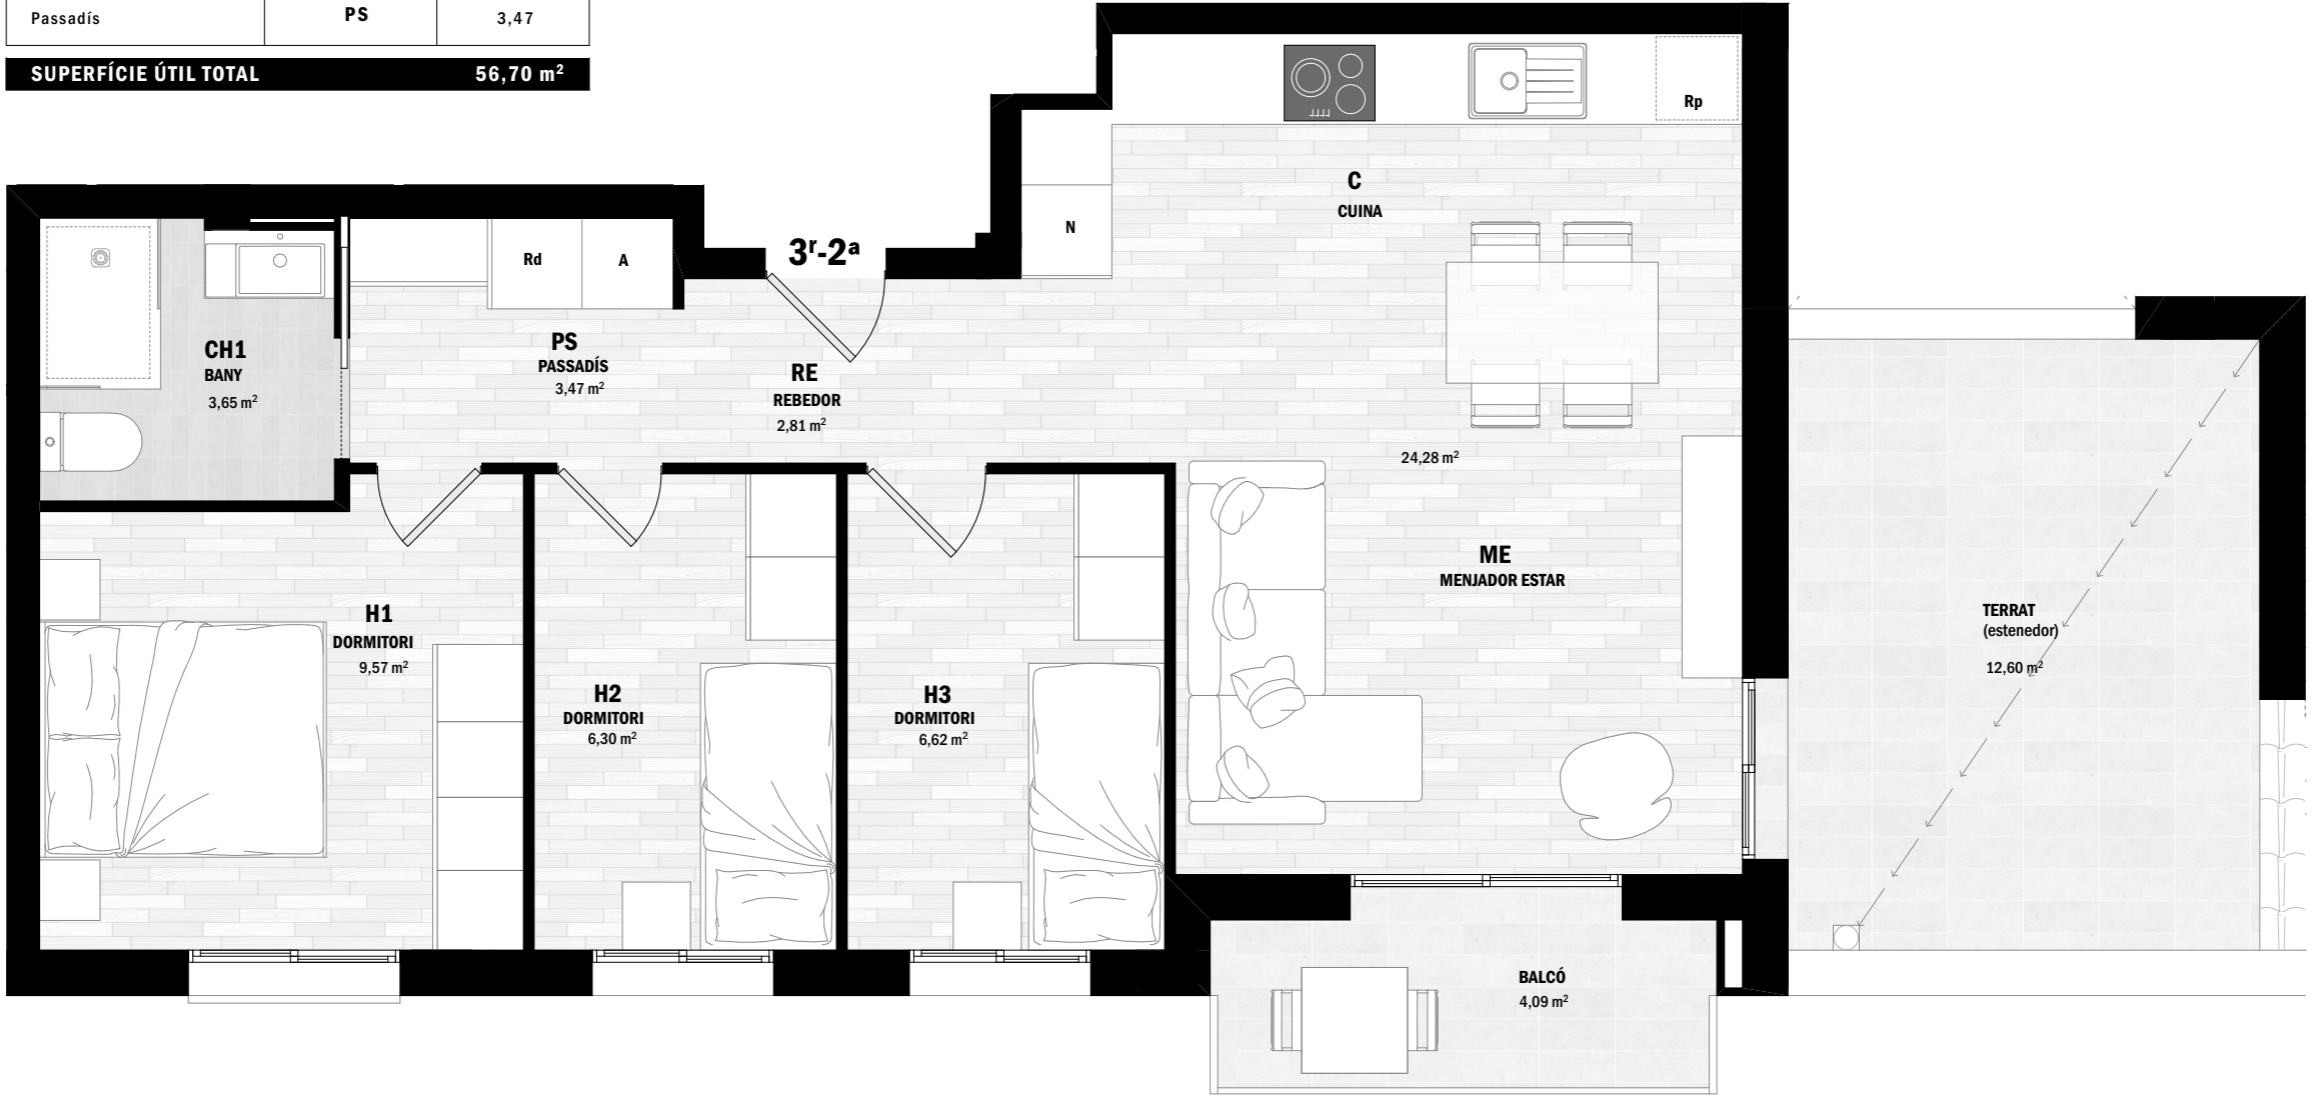 Passadís PS 3,47
SUPERFÍCIE ÚTIL TOTAL 56,70 m²
Rp
C
CUINA
N
3ʳ-2ª
Rd A
CH1
BANY
3,65 m²
PS
PASSADÍS
3,47 m²
RE
REBEDOR
2,81 m²
24,28 m²
ME
MENJADOR ESTAR
TERRAT
(estenedor)
12,60 m²
H1
DORMITORI
9,57 m²
H2
DORMITORI
6,30 m²
H3
DORMITORI
6,62 m²
BALCÓ
4,09 m²